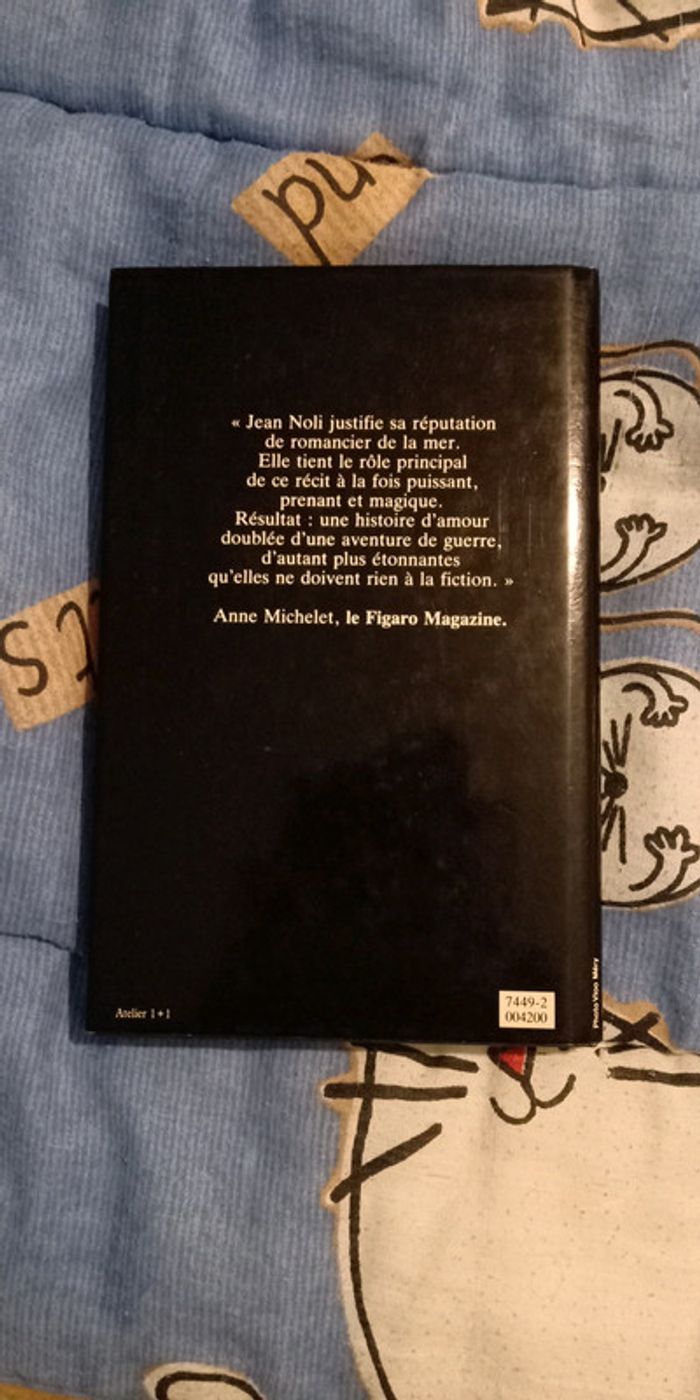 « Jean Noli justifie sa réputation
de romancier de la mer.
Elle tient le rôle principal
de ce récit à la fois puissant,
prenant et magique.
Résultat : une histoire d'amour
doublée d'une aventure de guerre,
d'autant plus étonnantes
qu'elles ne doivent rien à la fiction. »
Anne Michelet, le Figaro Magazine.
Atelier 1+1
7449-2
004200